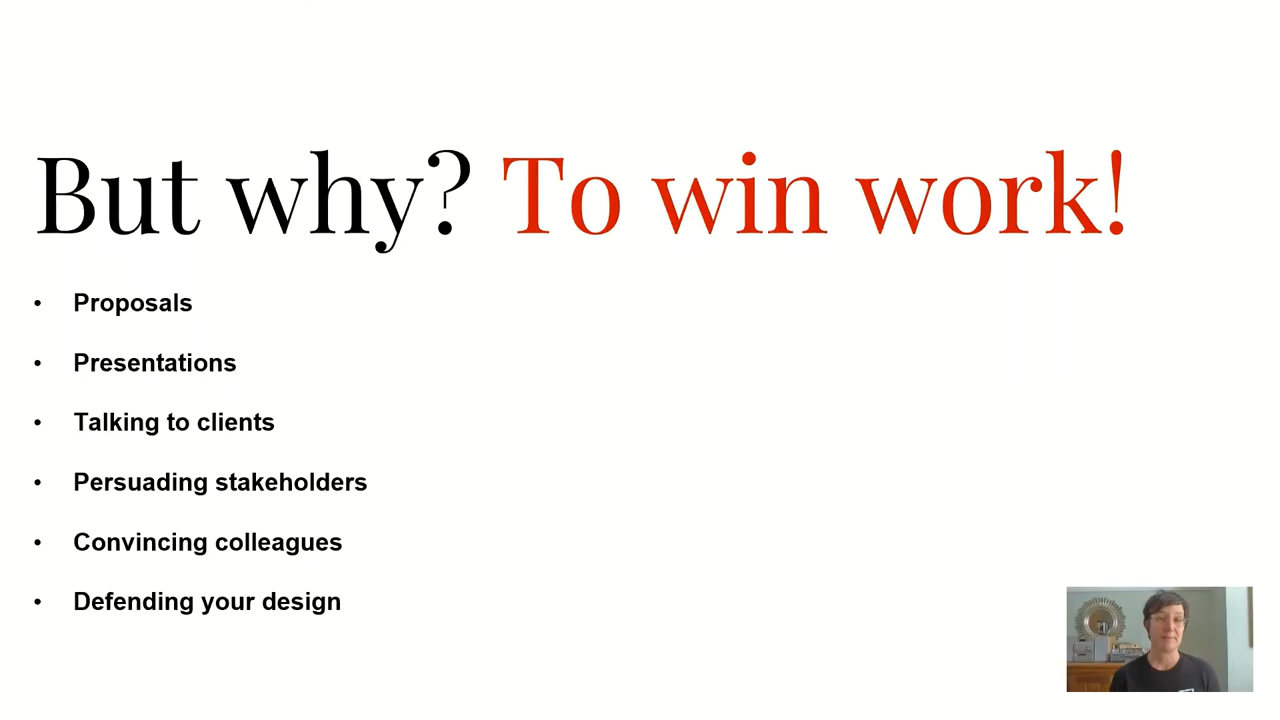 But why? To win work!
• Proposals
• Presentations
• Talking to clients
• Persuading stakeholders
• Convincing colleagues
• Defending your design